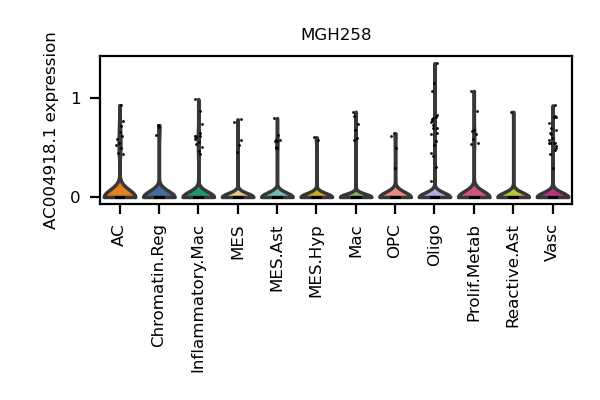 MGH258
AC004918.1 expression
1
0
AC
Chromatin.Reg
Inflammatory.Mac
MES
MES.Ast
MES.Hyp
Mac
OPC
Oligo
Prolif.Metab
Reactive.Ast
Vasc